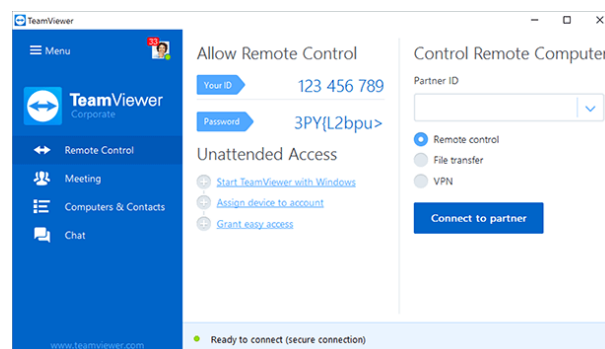 TeamViewer
Menu
33
TeamViewer
Corporate
Remote Control
Meeting
Computers & Contacts
Chat
www.teamviewer.com
Allow Remote Control
Your ID 123 456 789
Password 3PY{L2bpu>
Unattended Access
Start TeamViewer with Windows
Assign device to account
Grant easy access
Control Remote Computer
Partner ID
Remote control
File transfer
VPN
Connect to partner
Ready to connect (secure connection)